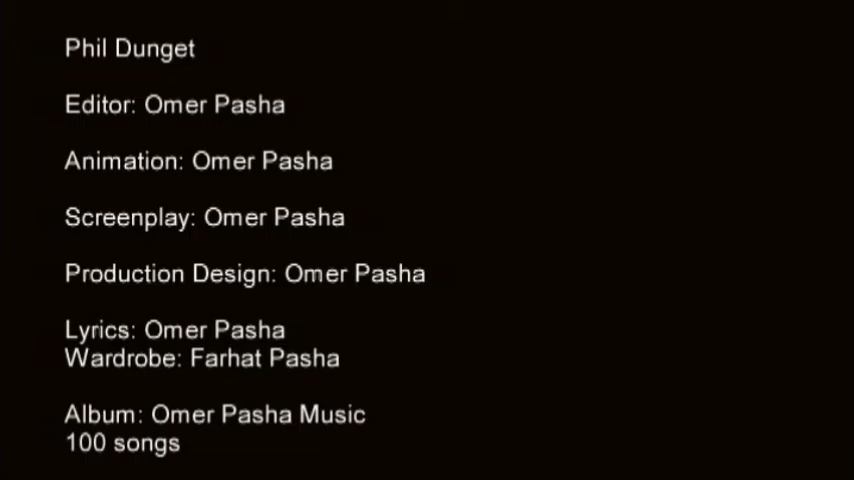 Phil Dunget
Editor: Omer Pasha
Animation: Omer Pasha
Screenplay: Omer Pasha
Production Design: Omer Pasha
Lyrics: Omer Pasha
Wardrobe: Farhat Pasha
Album: Omer Pasha Music
100 songs